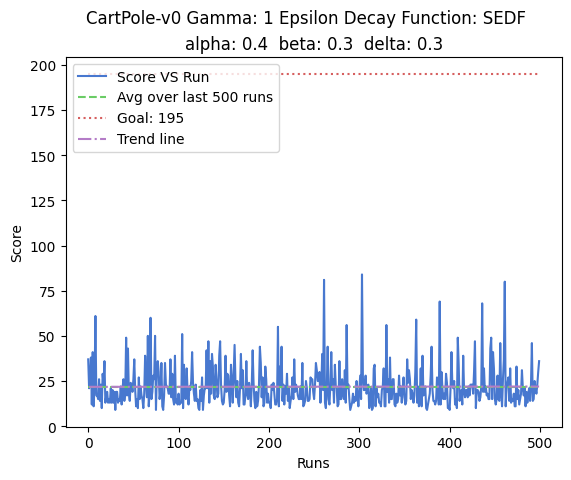 CartPole-v0 Gamma: 1 Epsilon Decay Function: SEDF
alpha: 0.4 beta: 0.3 delta: 0.3
200
175
150
125
100
75
50
25
0
Score
Score VS Run
Avg over last 500 runs
Goal: 195
Trend line
0
100
200
300
400
500
Runs